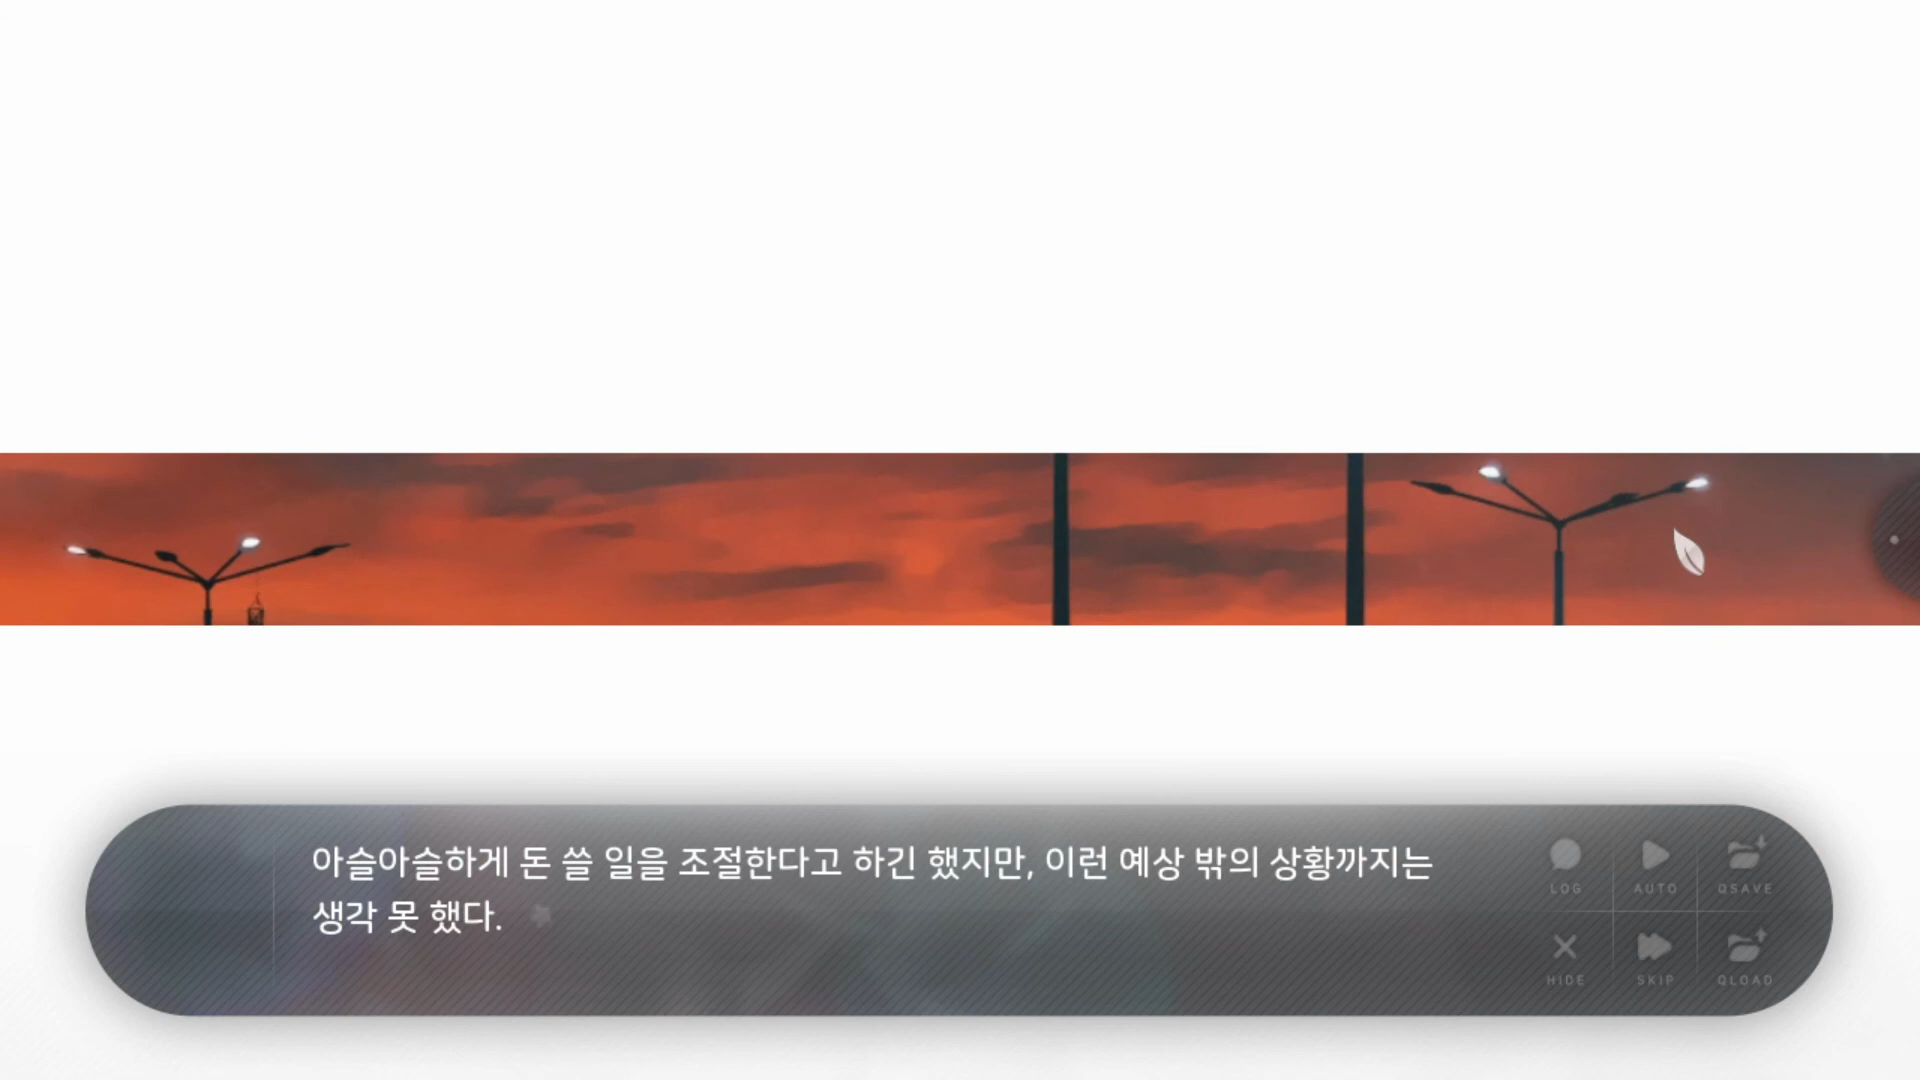 아슬아슬하게 돈 쓸 일을 조절한다고 하긴 했지만, 이런 예상 밖의 상황까지는
생각 못 했다.
LOG
AUTO
QSAVE
HIDE
SKIP
QLOAD